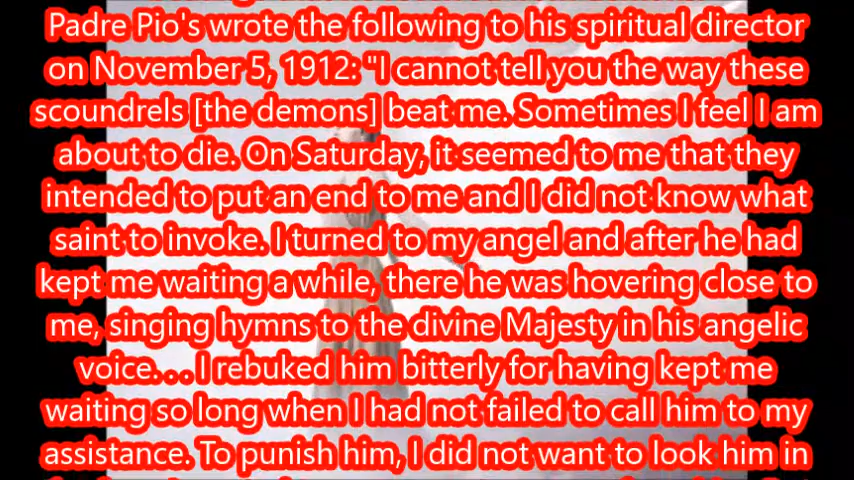 Padre Pio's wrote the following to his spiritual director
on November 5, 1912: "I cannot tell you the way these
scoundrels [the demons] beat me. Sometimes I feel I am
about to die. On Saturday, it seemed to me that they
intended to put an end to me and I did not know what
saint to invoke. I turned to my angel and after he had
kept me waiting a while, there he was hovering close to
me, singing hymns to the divine Majesty in his angelic
voice. . . I rebuked him bitterly for having kept me
waiting so long when I had not failed to call him to my
assistance. To punish him, I did not want to look him in